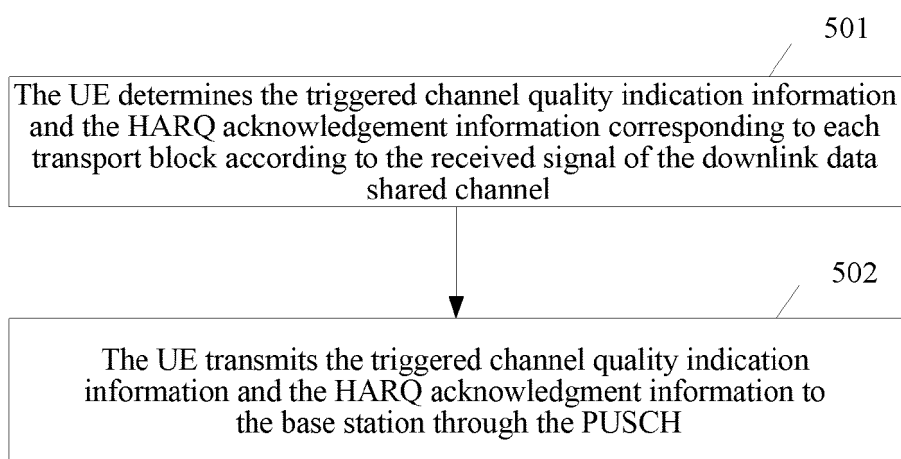 501
The UE determines the triggered channel quality indication information
and the HARQ acknowledgement information corresponding to each
transport block according to the received signal of the downlink data
shared channel
502
The UE transmits the triggered channel quality indication
information and the HARQ acknowledgment information to
the base station through the PUSCH